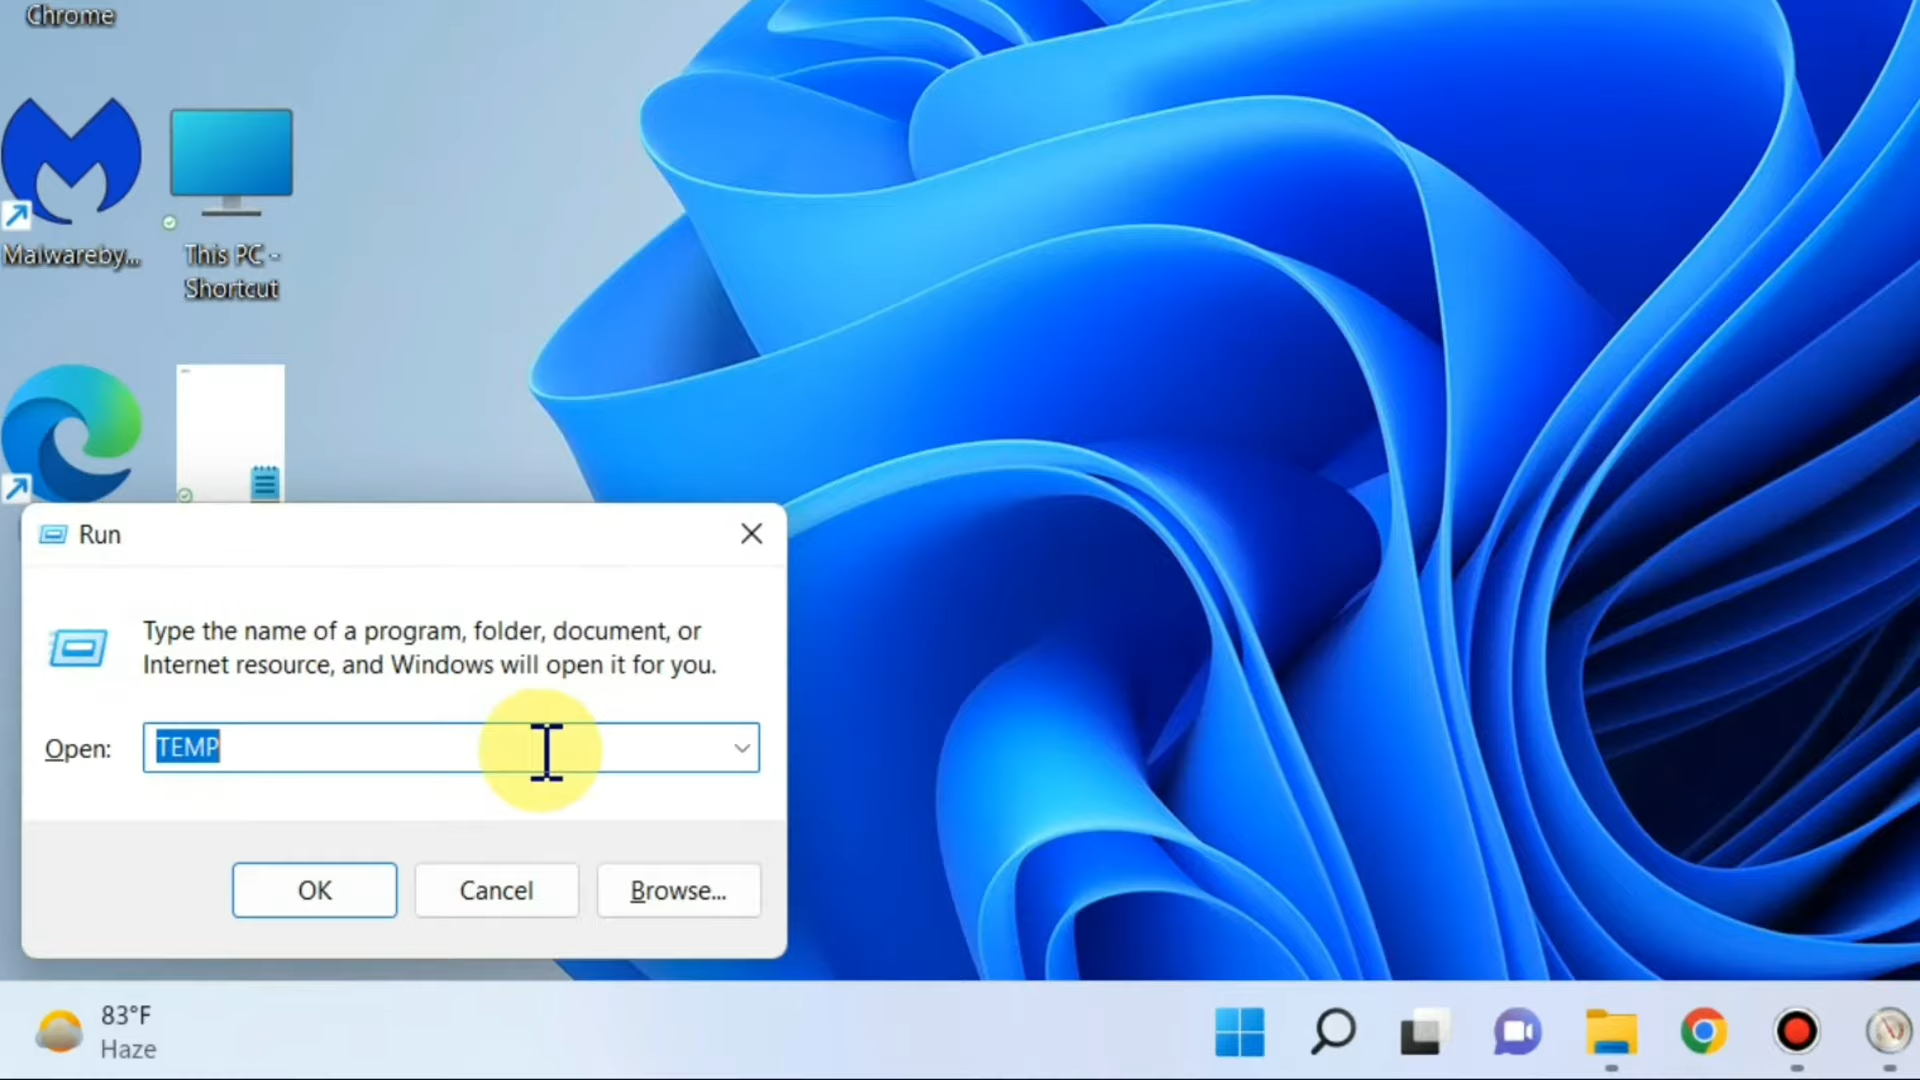 Chrome
Malwareby...
This PC -
Shortcut
Run
Type the name of a program, folder, document, or
Internet resource, and Windows will open it for you.
Open:
TEMP
OK
Cancel
Browse...
83°F
Haze